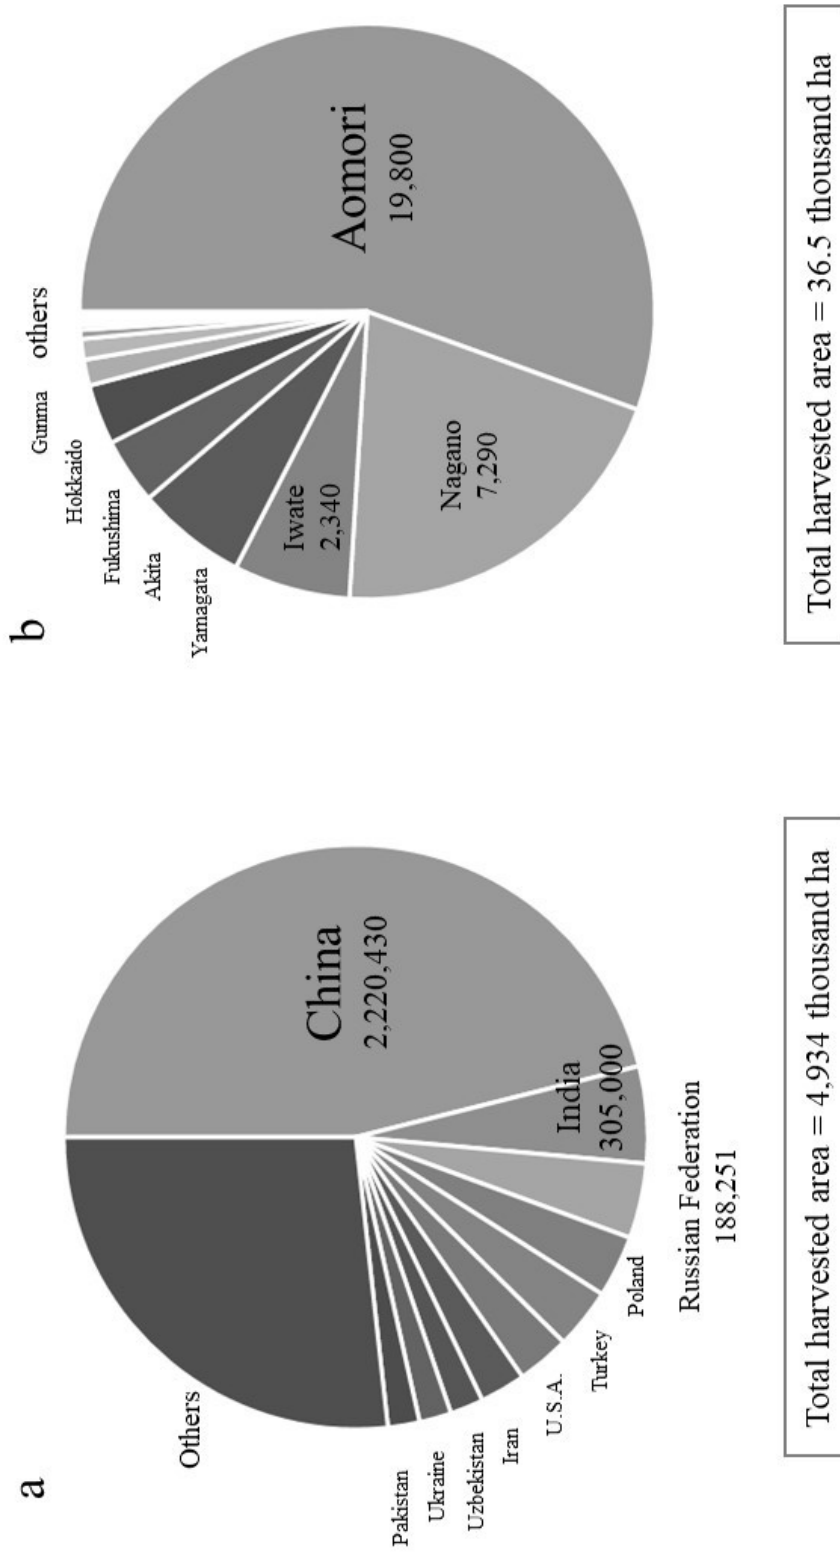 a
China
2,220,430
India
305,000
Russian Federation
188,251
Poland
Turkey
U.S.A.
Iran
Uzbekistan
Ukraine
Pakistan
Others
Total harvested area = 4,934 thousand ha
b
Aomori
19,800
Nagano
7,290
Iwate
2,340
Yamagata
Akita
Fukushima
Hokkaido
Gunma
others
Total harvested area = 36.5 thousand ha